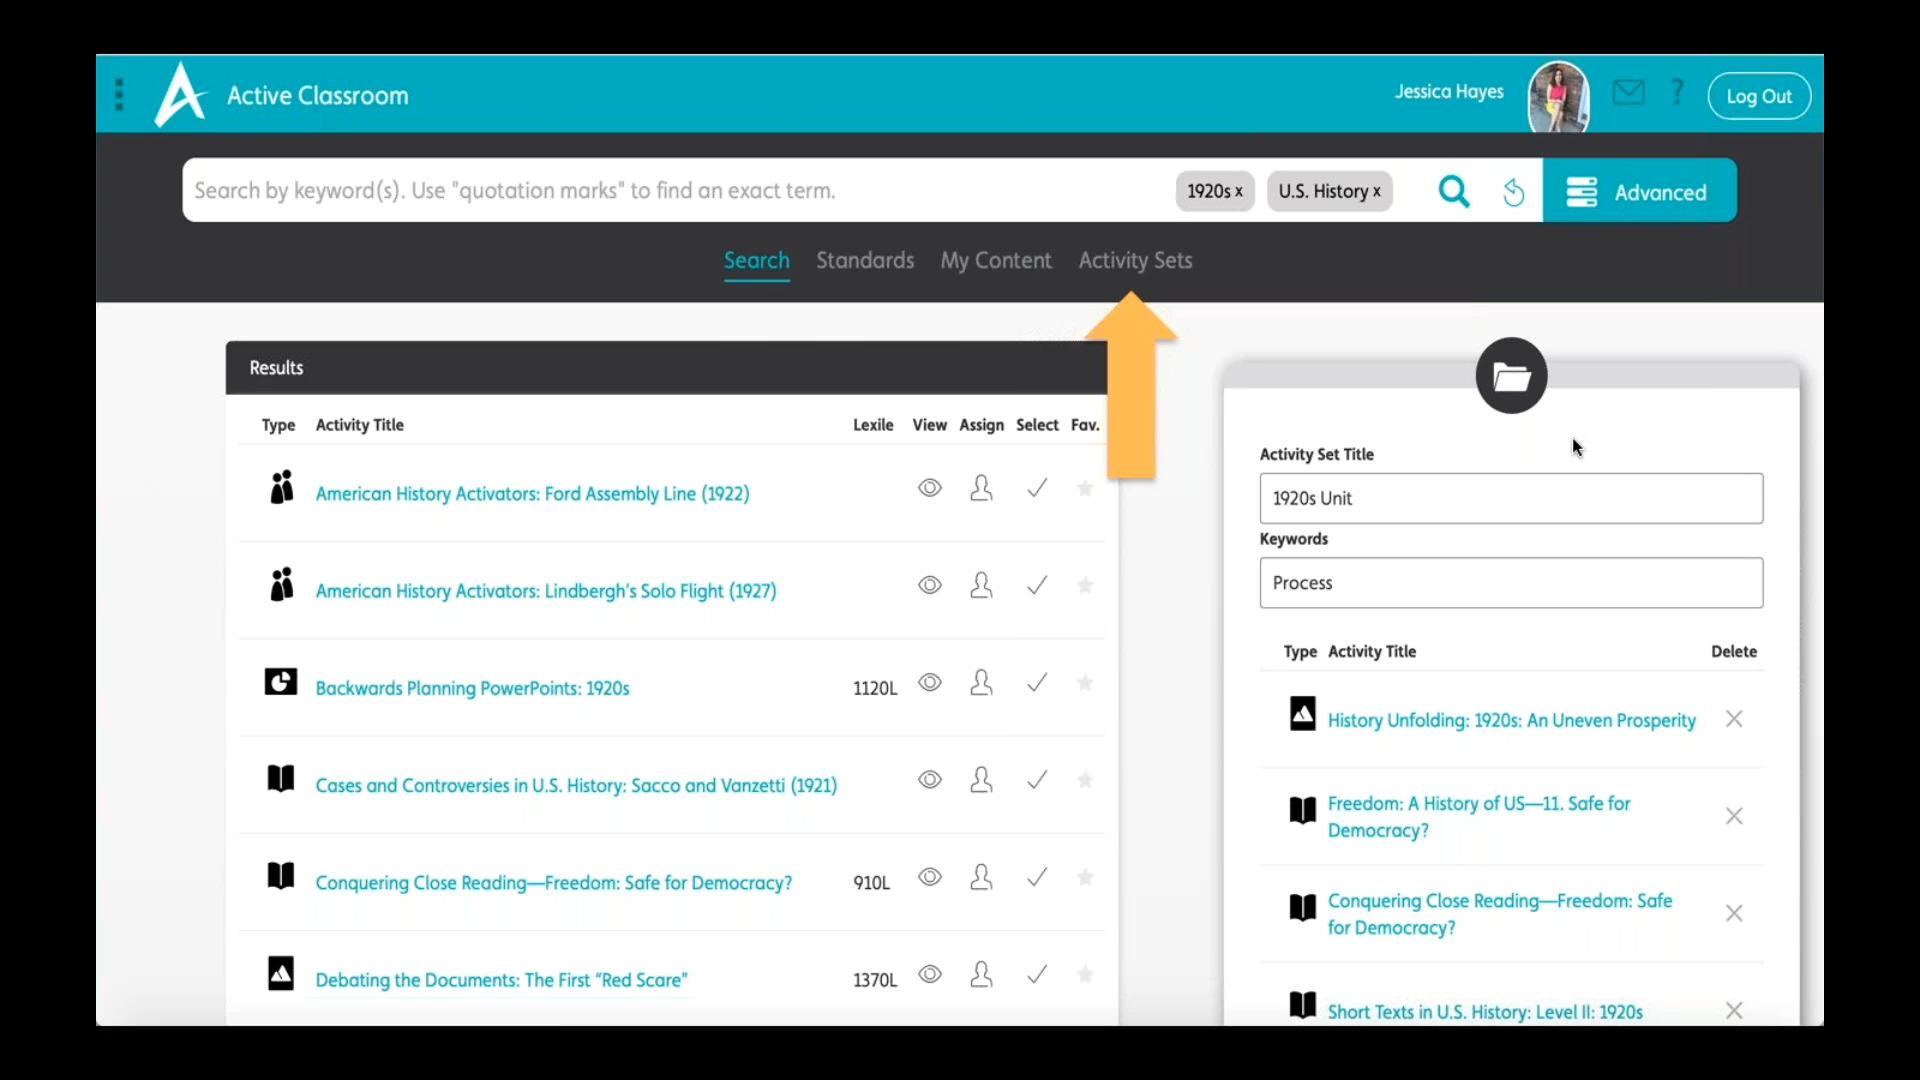 Active Classroom
Jessica Hayes
?
Log Out
Search by keyword(s). Use "quotation marks" to find an exact term.
1920s x
U.S. History x
Advanced
Search Standards My Content Activity Sets
Results
Type Activity Title Lexile View Assign Select Fav.
American History Activators: Ford Assembly Line (1922)
American History Activators: Lindbergh's Solo Flight (1927)
Backwards Planning PowerPoints: 1920s 1120L
Cases and Controversies in U.S. History: Sacco and Vanzetti (1921)
Conquering Close Reading—Freedom: Safe for Democracy? 910L
Debating the Documents: The First “Red Scare” 1370L
Activity Set Title
1920s Unit
Keywords
Process
Type Activity Title Delete
History Unfolding: 1920s: An Uneven Prosperity
Freedom: A History of US—11. Safe for
Democracy?
Conquering Close Reading—Freedom: Safe
for Democracy?
Short Texts in U.S. History: Level II: 1920s